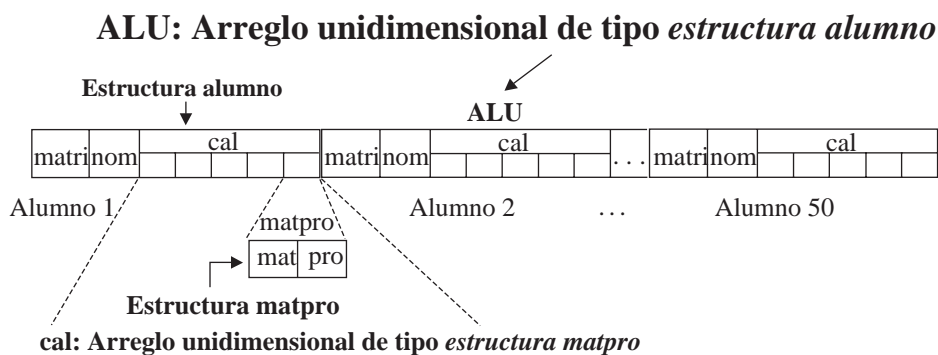 ALU: Arreglo unidimensional de tipo estructura alumno
Estructura alumno
ALU
matri nom cal matri nom cal ... matri nom cal
Alumno 1 Alumno 2 ... Alumno 50
matpro
mat pro
Estructura matpro
cal: Arreglo unidimensional de tipo estructura matpro